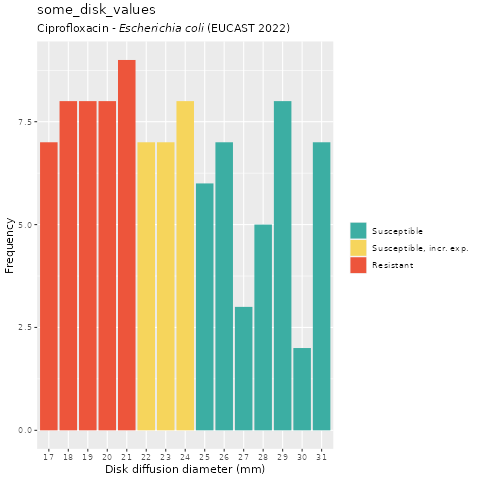 some_disk_values
Ciprofloxacin - Escherichia coli (EUCAST 2022)
Frequency
7.5
5.0
2.5
0.0
17 18 19 20 21 22 23 24 25 26 27 28 29 30 31
Disk diffusion diameter (mm)
Susceptible
Susceptible, incr. exp.
Resistant